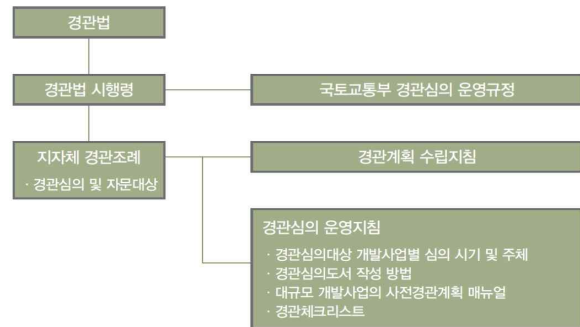 경관법
경관법 시행령
국토교통부 경관심의 운영규정
지자체 경관조례
· 경관심의 및 자문대상
경관계획 수립지침
경관심의 운영지침
· 경관심의대상 개발사업별 심의 시기 및 주체
· 경관심의도서 작성 방법
· 대규모 개발사업의 사전경관계획 매뉴얼
· 경관체크리스트